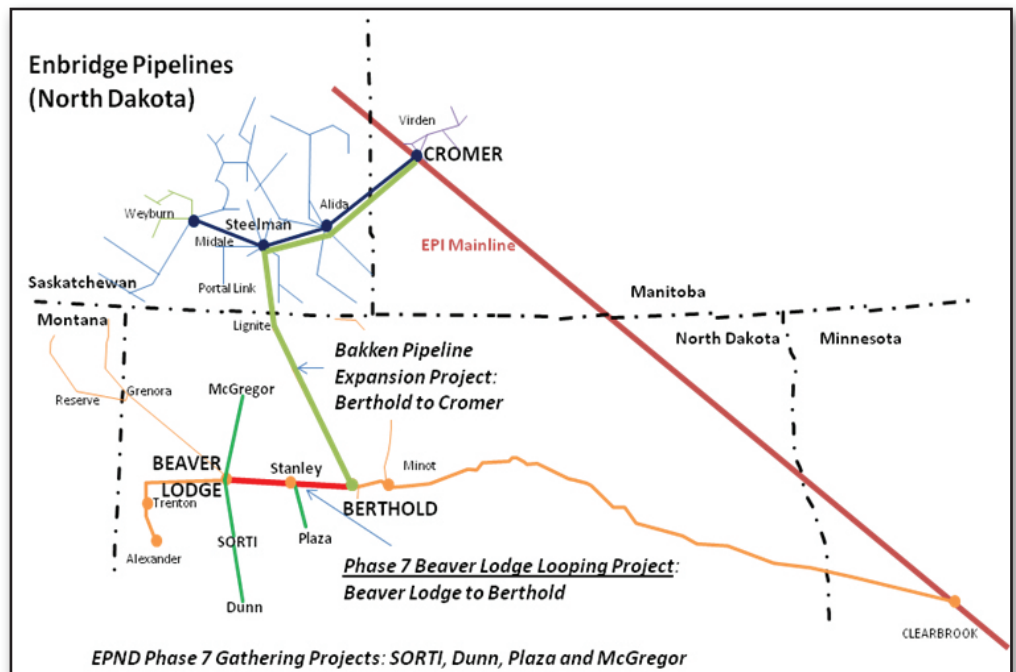 Enbridge Pipelines
(North Dakota)
Virden
CROMER
Weyburn
Alida
Steelman
Midale
EPI Mainline
Portal Link
Saskatchewan
Manitoba
Montana
Lignite
North Dakota
Minnesota
Bakken Pipeline
Expansion Project:
Berthold to Cromer
McGregor
Grenora
Reserve
BEAVER
LODGE
Stanley
Minot
BERTHOLD
Trenton
SORTI
Plaza
Alexander
Phase 7 Beaver Lodge Looping Project:
Beaver Lodge to Berthold
Dunn
CLEARBROOK
EPND Phase 7 Gathering Projects: SORTI, Dunn, Plaza and McGregor